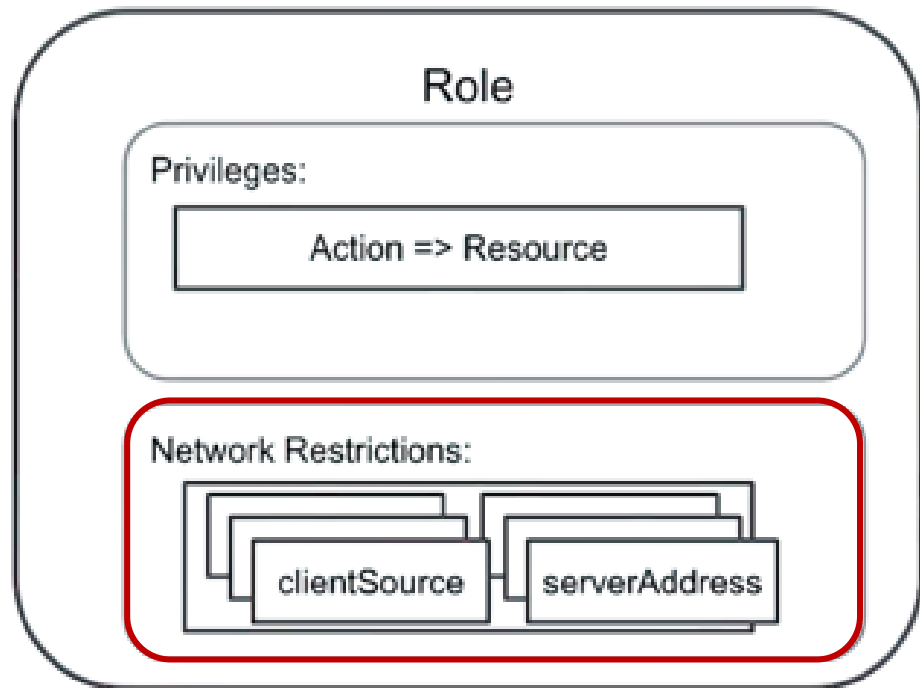 Role
Privileges:
Action => Resource
Network Restrictions:
clientSource
serverAddress